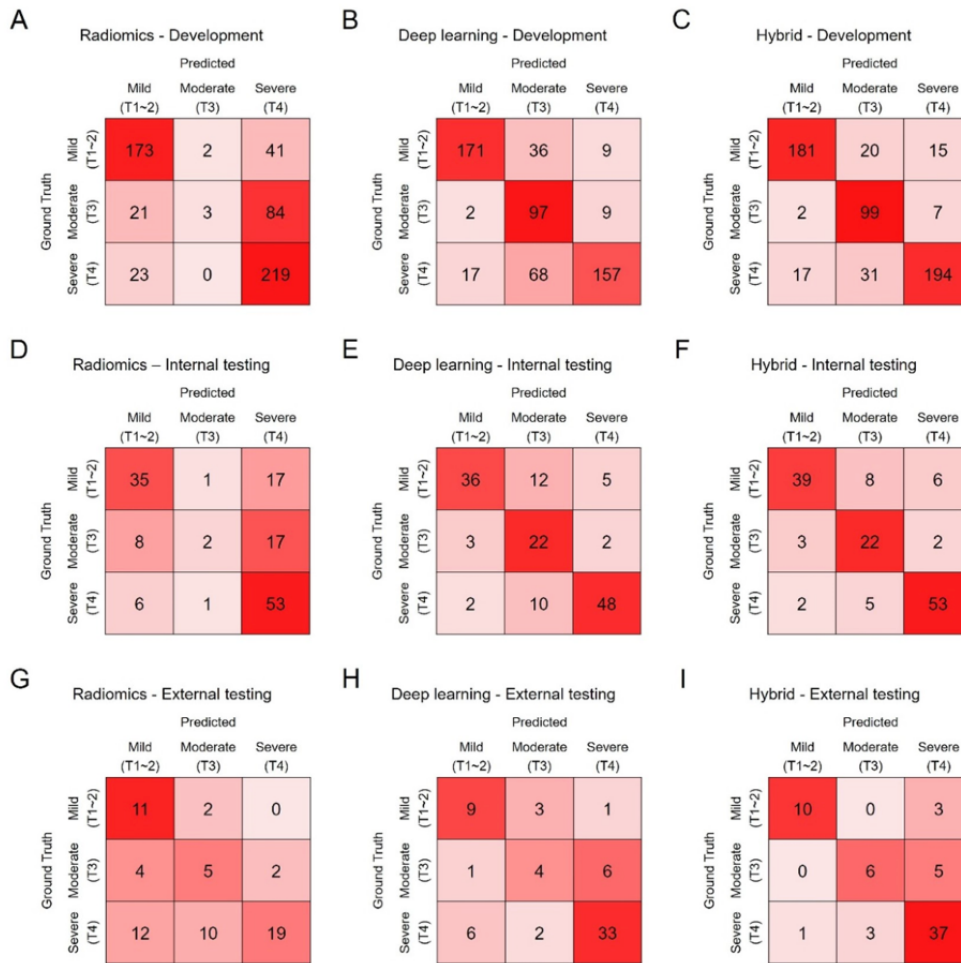 A B C
Radiomics - Development Deep learning - Development Hybrid - Development
Predicted Predicted Predicted
Mild Moderate Severe Mild Moderate Severe Mild Moderate Severe
(T1~2) (T3) (T4) (T1~2) (T3) (T4) (T1~2) (T3) (T4)
Ground Truth Ground Truth Ground Truth
Mild (T1~2) 173 2 41 Mild (T1~2) 171 36 9 Mild (T1~2) 181 20 15
Moderate (T3) 21 3 84 Moderate (T3) 2 97 9 Moderate (T3) 2 99 7
Severe (T4) 23 0 219 Severe (T4) 17 68 157 Severe (T4) 17 31 194
D E F
Radiomics – Internal testing Deep learning - Internal testing Hybrid - Internal testing
Predicted Predicted Predicted
Mild Moderate Severe Mild Moderate Severe Mild Moderate Severe
(T1~2) (T3) (T4) (T1~2) (T3) (T4) (T1~2) (T3) (T4)
Ground Truth Ground Truth Ground Truth
Mild (T1~2) 35 1 17 Mild (T1~2) 36 12 5 Mild (T1~2) 39 8 6
Moderate (T3) 8 2 17 Moderate (T3) 3 22 2 Moderate (T3) 3 22 2
Severe (T4) 6 1 53 Severe (T4) 2 10 48 Severe (T4) 2 5 53
G H I
Radiomics - External testing Deep learning - External testing Hybrid - External testing
Predicted Predicted Predicted
Mild Moderate Severe Mild Moderate Severe Mild Moderate Severe
(T1~2) (T3) (T4) (T1~2) (T3) (T4) (T1~2) (T3) (T4)
Ground Truth Ground Truth Ground Truth
Mild (T1~2) 11 2 0 Mild (T1~2) 9 3 1 Mild (T1~2) 10 0 3
Moderate (T3) 4 5 2 Moderate (T3) 1 4 6 Moderate (T3) 0 6 5
Severe (T4) 12 10 19 Severe (T4) 6 2 33 Severe (T4) 1 3 37